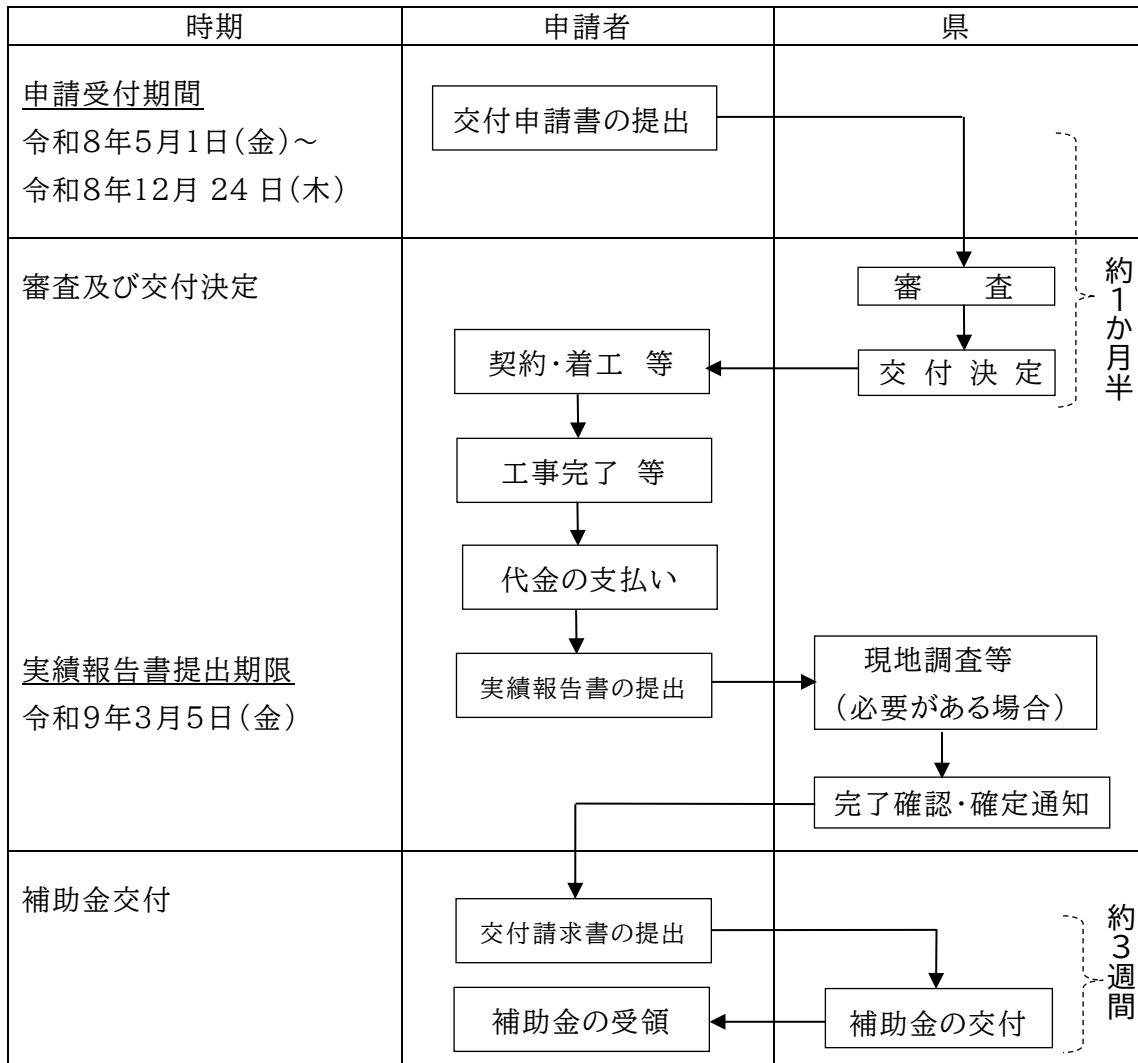 時期
申請者
県
申請受付期間
令和8年5月1日(金)～
令和8年12月 24 日(木)
交付申請書の提出
審査及び交付決定
審　　査
契約・着工 等
交 付 決 定
約1か月半
工事完了 等
代金の支払い
実績報告書提出期限
令和9年3月5日(金)
実績報告書の提出
現地調査等
(必要がある場合)
完了確認・確定通知
補助金交付
交付請求書の提出
約3週間
補助金の受領
補助金の交付